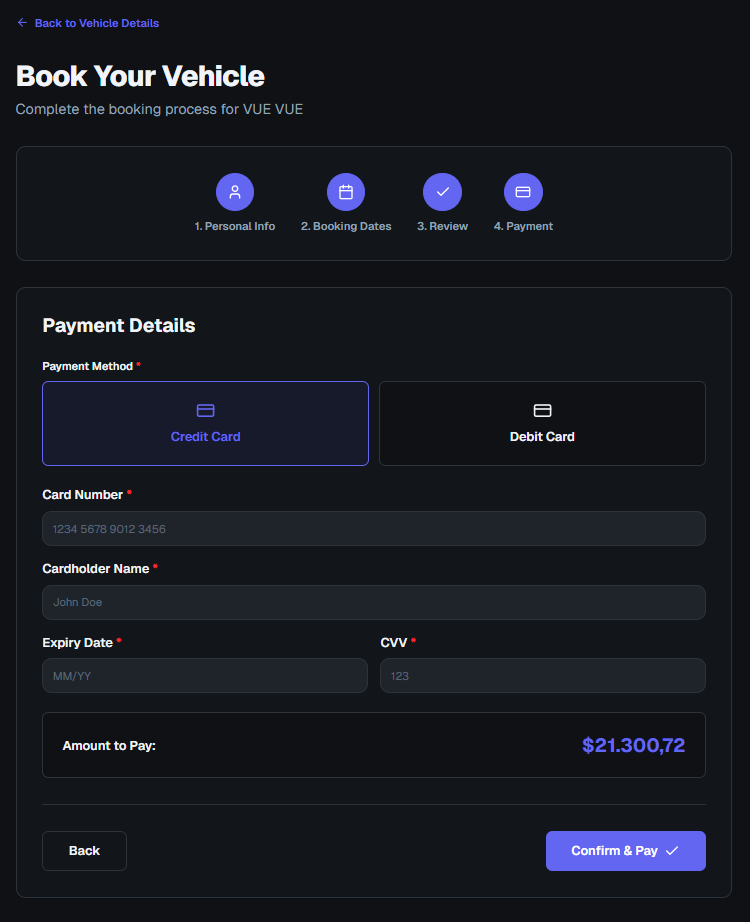 Back to Vehicle Details
Book Your Vehicle
Complete the booking process for VUE VUE
1. Personal Info
2. Booking Dates
3. Review
4. Payment
Payment Details
Payment Method *
Credit Card
Debit Card
Card Number *
1234 5678 9012 3456
Cardholder Name *
John Doe
Expiry Date *
CVV *
MM/YY
123
Amount to Pay:
$21.300,72
Back
Confirm & Pay